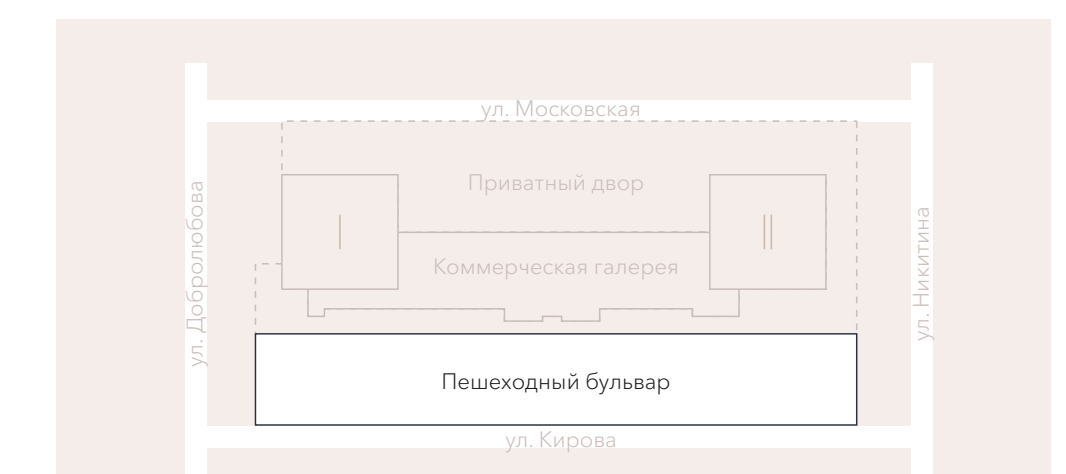 ул. Московская
Приватный двор
ул. Добролюбова
I
II
ул. Никитина
Коммерческая галерея
Пешеходный бульвар
ул. Кирова